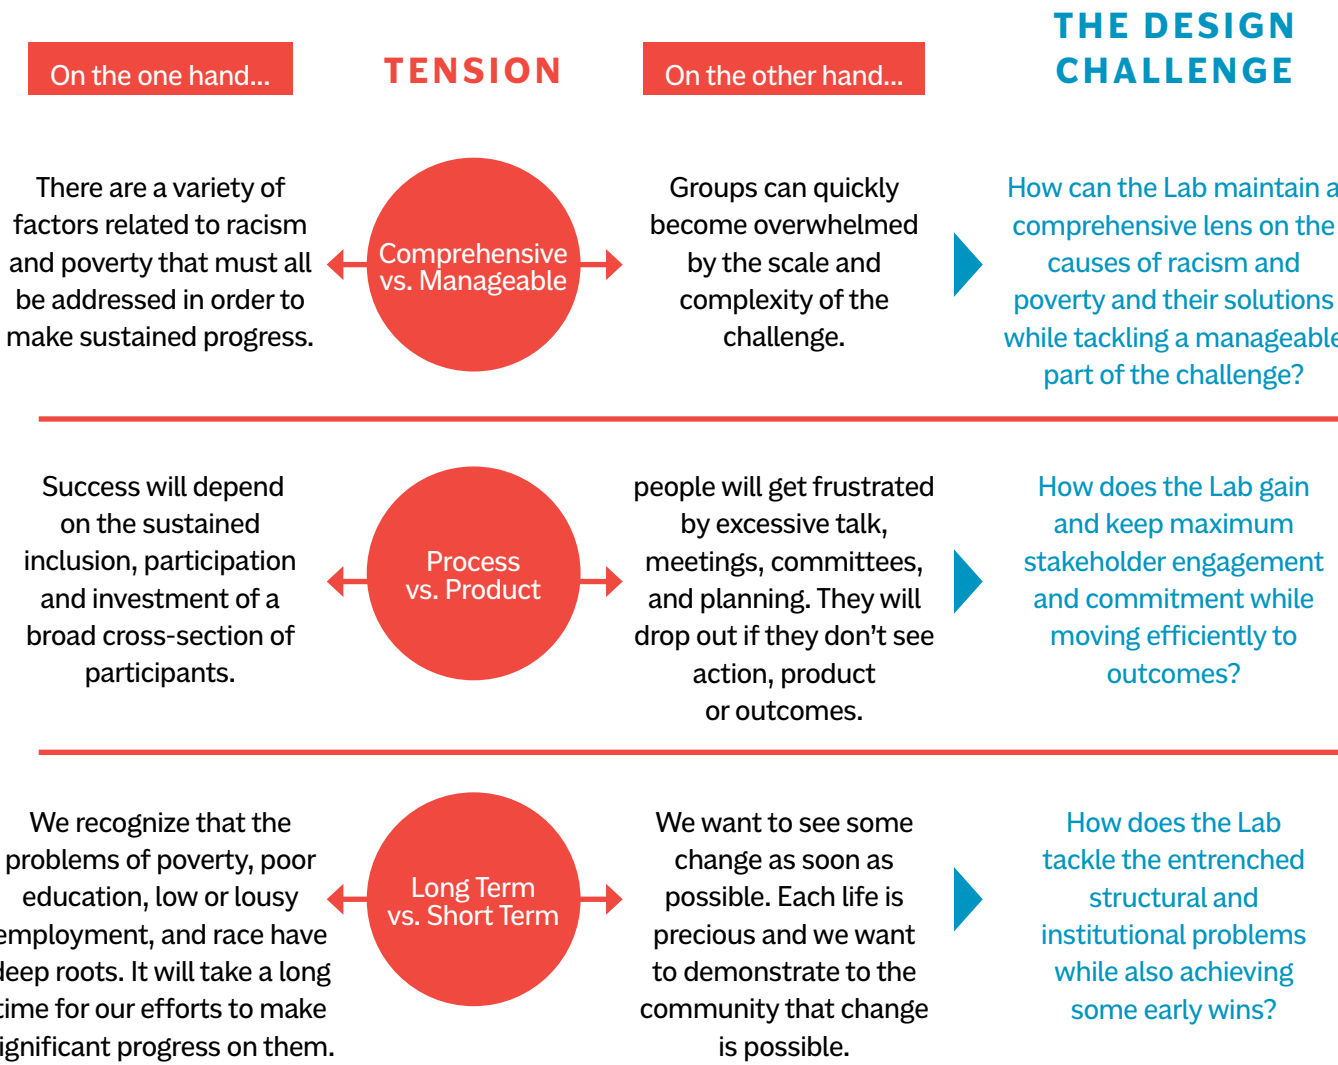 On the one hand...
TENSION
On the other hand...
THE DESIGN
CHALLENGE
There are a variety of
factors related to racism
and poverty that must all
be addressed in order to
make sustained progress.
Comprehensive
vs. Manageable
Groups can quickly
become overwhelmed
by the scale and
complexity of the
challenge.
How can the Lab maintain a
comprehensive lens on the
causes of racism and
poverty and their solutions
while tackling a manageable
part of the challenge?
Success will depend
on the sustained
inclusion, participation
and investment of a
broad cross-section of
participants.
Process
vs. Product
people will get frustrated
by excessive talk,
meetings, committees,
and planning. They will
drop out if they don’t see
action, product
or outcomes.
How does the Lab gain
and keep maximum
stakeholder engagement
and commitment while
moving efficiently to
outcomes?
We recognize that the
problems of poverty, poor
education, low or lousy
employment, and race have
deep roots. It will take a long
time for our efforts to make
significant progress on them.
Long Term
vs. Short Term
We want to see some
change as soon as
possible. Each life is
precious and we want
to demonstrate to the
community that change
is possible.
How does the Lab
tackle the entrenched
structural and
institutional problems
while also achieving
some early wins?